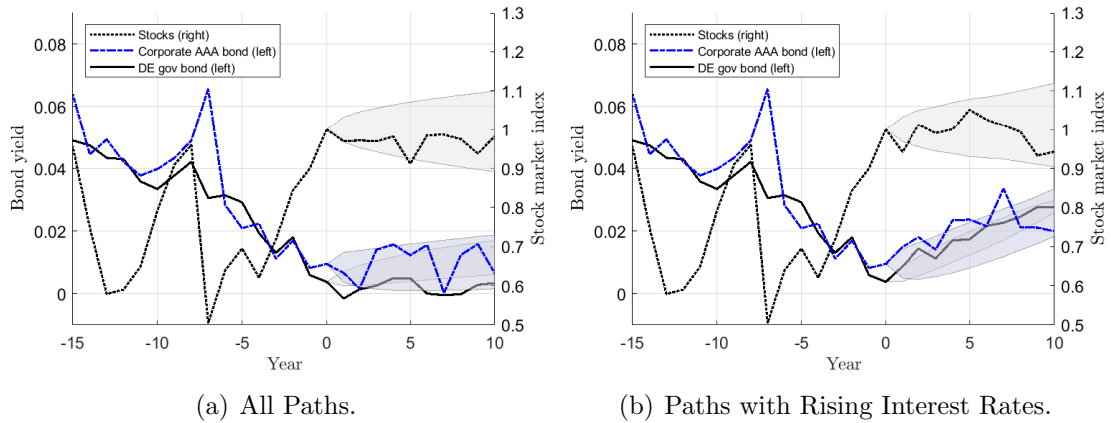 0.08
0.06
0.04
0.02
0
Bond yield
Stocks (right)
Corporate AAA bond (left)
DE gov bond (left)
1.3
1.2
1.1
1
0.9
0.8
0.7
0.6
0.5
Stock market index
-15
-10
-5
0
5
10
Year
(a) All Paths.
0.08
0.06
0.04
0.02
0
Bond yield
Stocks (right)
Corporate AAA bond (left)
DE gov bond (left)
1.3
1.2
1.1
1
0.9
0.8
0.7
0.6
0.5
Stock market index
-15
-10
-5
0
5
10
Year
(b) Paths with Rising Interest Rates.